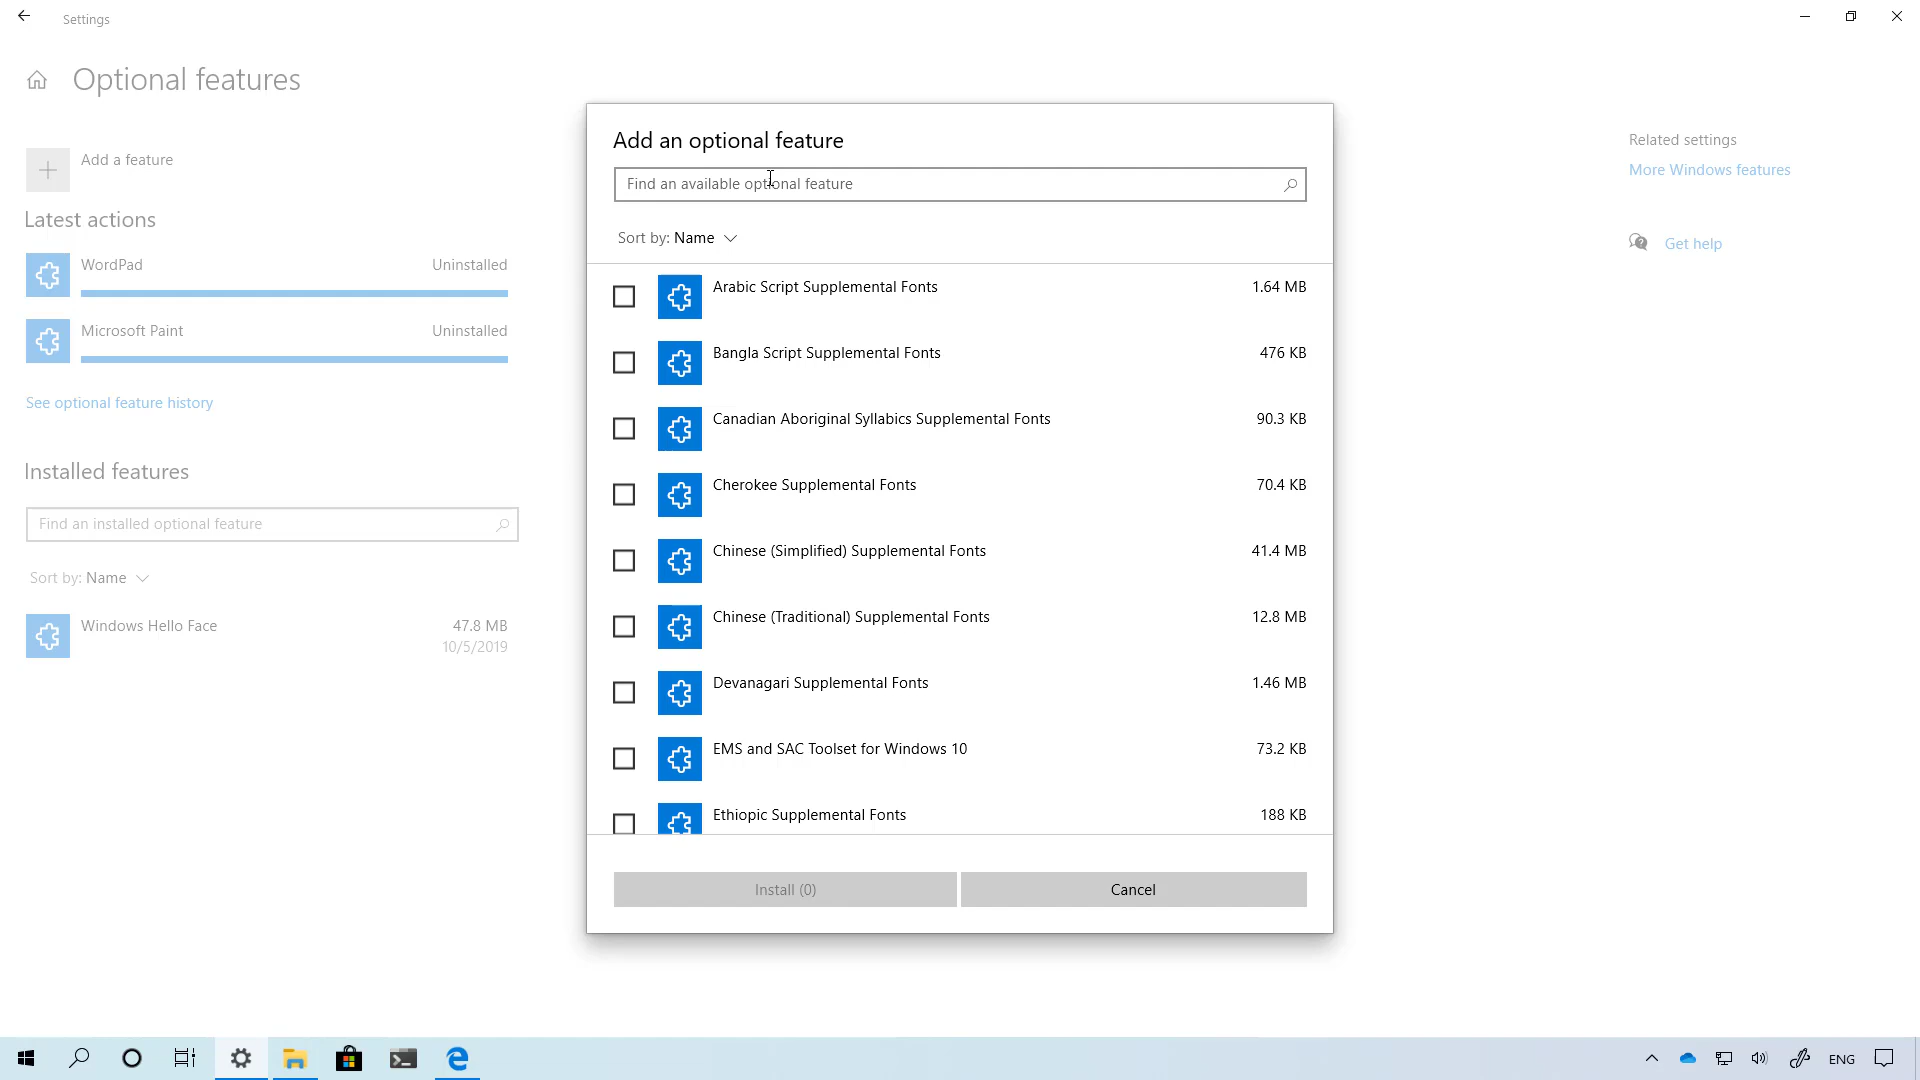 Settings
Optional features
Add a feature
Latest actions
WordPad Uninstalled
Microsoft Paint Uninstalled
See optional feature history
Installed features
Find an installed optional feature
Sort by: Name
Windows Hello Face 47.8 MB
10/5/2019
Add an optional feature
Find an available optional feature
Sort by: Name
Arabic Script Supplemental Fonts 1.64 MB
Bangla Script Supplemental Fonts 476 KB
Canadian Aboriginal Syllabics Supplemental Fonts 90.3 KB
Cherokee Supplemental Fonts 70.4 KB
Chinese (Simplified) Supplemental Fonts 41.4 MB
Chinese (Traditional) Supplemental Fonts 12.8 MB
Devanagari Supplemental Fonts 1.46 MB
EMS and SAC Toolset for Windows 10 73.2 KB
Ethiopic Supplemental Fonts 188 KB
Install (0) Cancel
Related settings
More Windows features
Get help
ENG